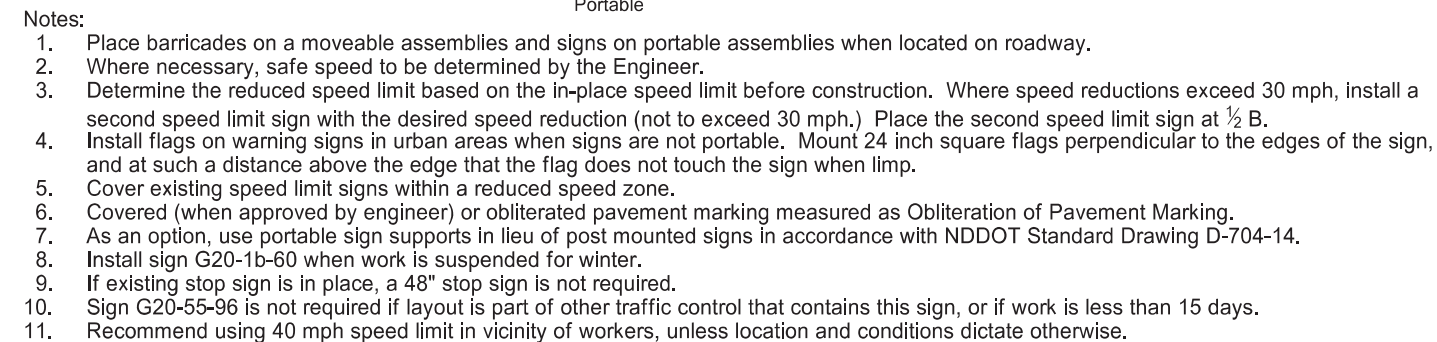 Portable
Notes:
1. Place barricades on a moveable assemblies and signs on portable assemblies when located on roadway.
2. Where necessary, safe speed to be determined by the Engineer.
3. Determine the reduced speed limit based on the in-place speed limit before construction. Where speed reductions exceed 30 mph, install a
second speed limit sign with the desired speed reduction (not to exceed 30 mph.) Place the second speed limit sign at ½ B.
4. Install flags on warning signs in urban areas when signs are not portable. Mount 24 inch square flags perpendicular to the edges of the sign,
and at such a distance above the edge that the flag does not touch the sign when limp.
5. Cover existing speed limit signs within a reduced speed zone.
6. Covered (when approved by engineer) or obliterated pavement marking measured as Obliteration of Pavement Marking.
7. As an option, use portable sign supports in lieu of post mounted signs in accordance with NDDOT Standard Drawing D-704-14.
8. Install sign G20-1b-60 when work is suspended for winter.
9. If existing stop sign is in place, a 48" stop sign is not required.
10. Sign G20-55-96 is not required if layout is part of other traffic control that contains this sign, or if work is less than 15 days.
11. Recommend using 40 mph speed limit in vicinity of workers, unless location and conditions dictate otherwise.